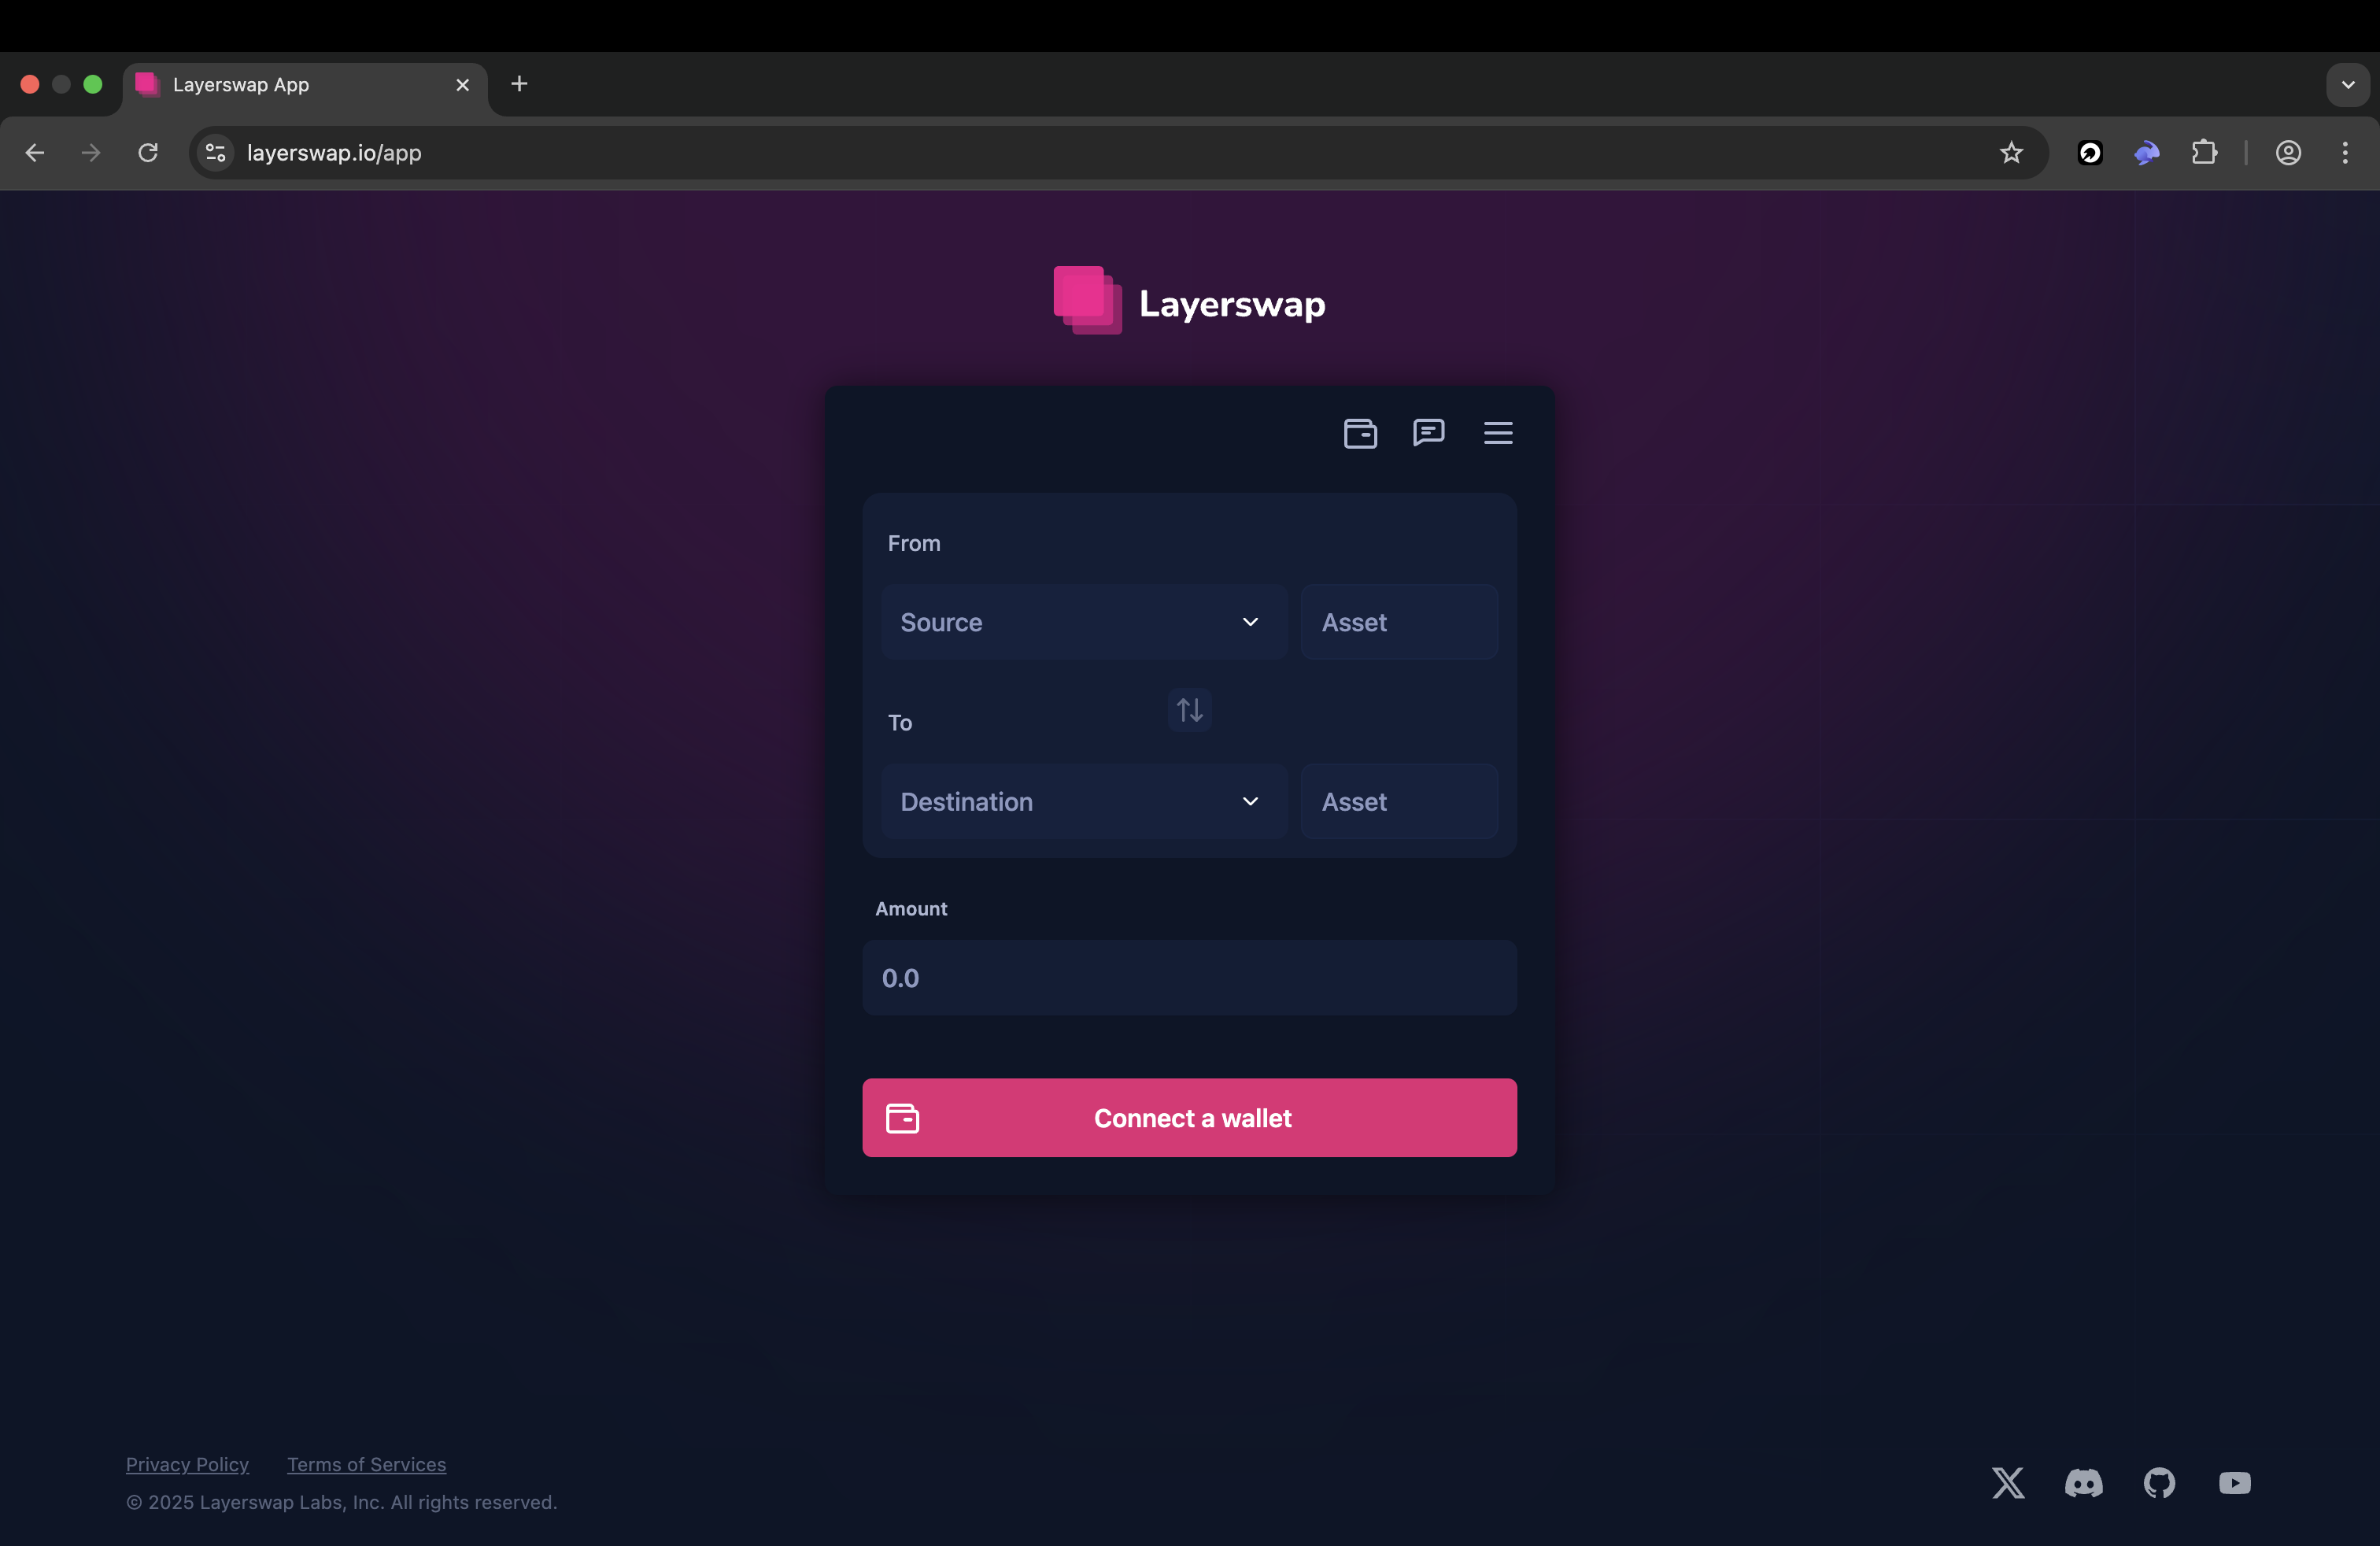 Layerswap App
layerswap.io/app
Layerswap
From
Source
Asset
To
Destination
Asset
Amount
0.0
Connect a wallet
Privacy Policy Terms of Services
© 2025 Layerswap Labs, Inc. All rights reserved.